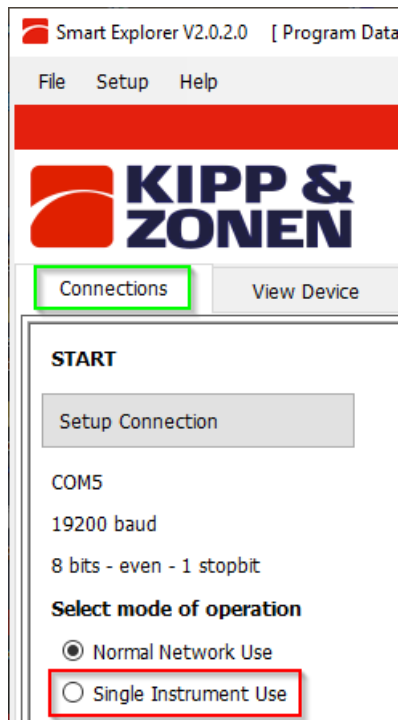 Smart Explorer V2.0.2.0 [ Program Data
File Setup Help
KIPP &
ZONEN
Connections View Device
START
Setup Connection
COM5
19200 baud
8 bits - even - 1 stopbit
Select mode of operation
Normal Network Use
Single Instrument Use